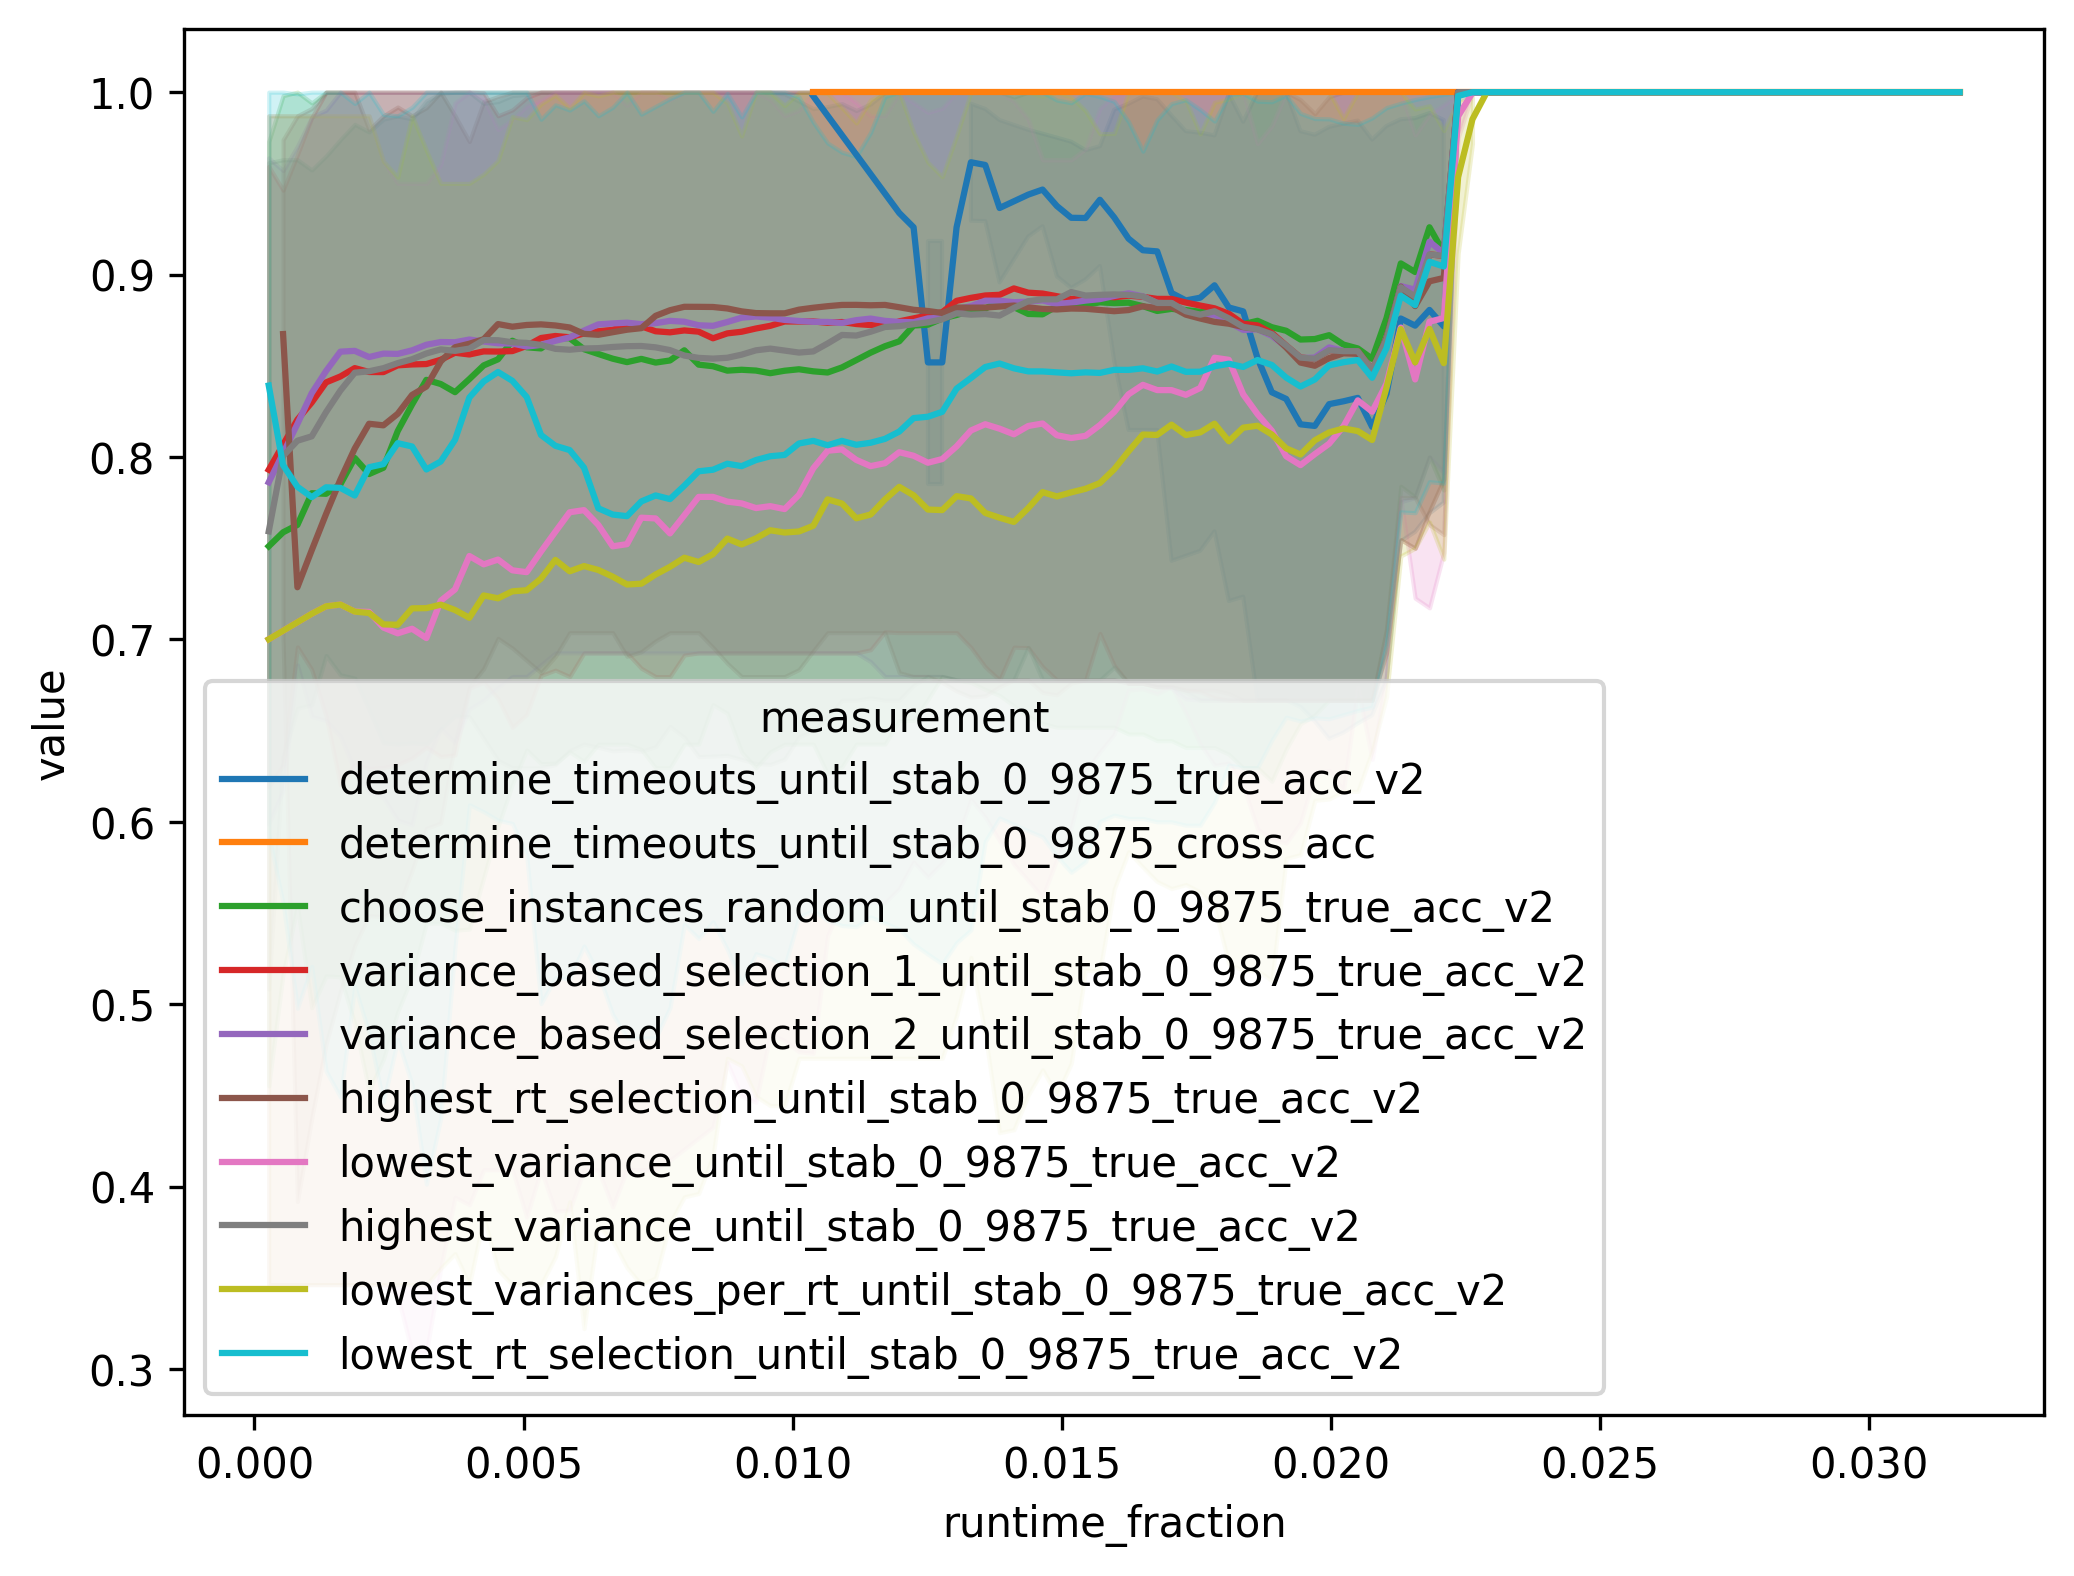 1.0
0.9
0.8
0.7
0.6
0.5
0.4
0.3
value
measurement
determine_timeouts_until_stab_0_9875_true_acc_v2
determine_timeouts_until_stab_0_9875_cross_acc
choose_instances_random_until_stab_0_9875_true_acc_v2
variance_based_selection_1_until_stab_0_9875_true_acc_v2
variance_based_selection_2_until_stab_0_9875_true_acc_v2
highest_rt_selection_until_stab_0_9875_true_acc_v2
lowest_variance_until_stab_0_9875_true_acc_v2
highest_variance_until_stab_0_9875_true_acc_v2
lowest_variances_per_rt_until_stab_0_9875_true_acc_v2
lowest_rt_selection_until_stab_0_9875_true_acc_v2
0.000 0.005 0.010 0.015 0.020 0.025 0.030
runtime_fraction